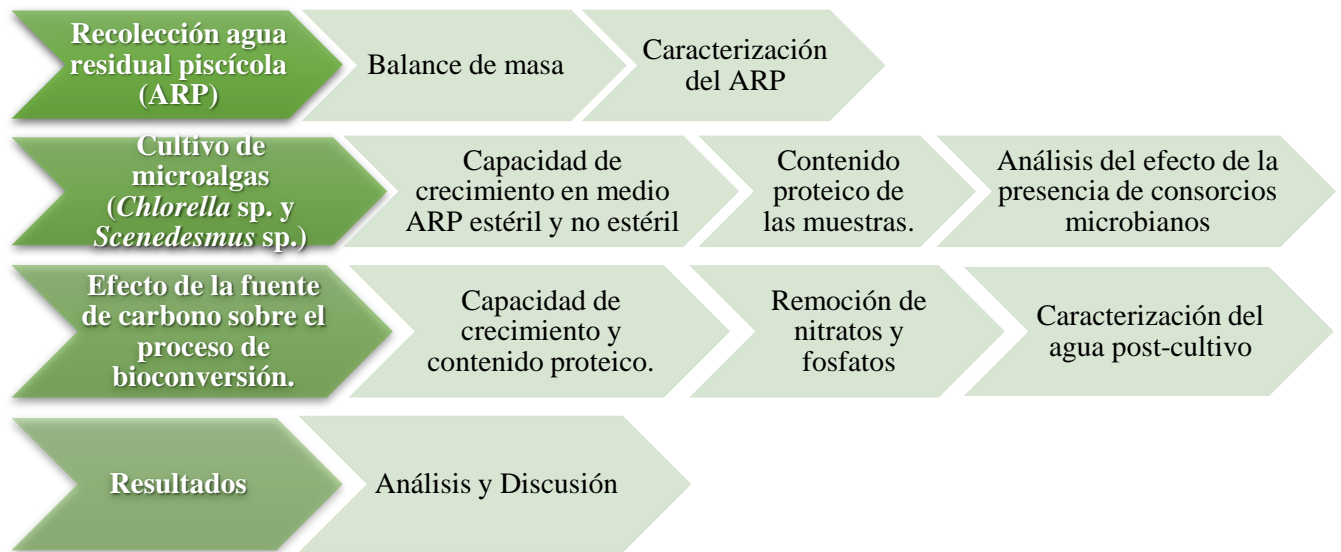 Recolección agua
residual piscícola
(ARP)
Balance de masa
Caracterización
del ARP
Cultivo de
microalgas
(Chlorella sp. y
Scenedesmus sp.)
Capacidad de
crecimiento en medio
ARP estéril y no estéril
Contenido
proteico de
las muestras.
Análisis del efecto de la
presencia de consorcios
microbianos
Efecto de la fuente
de carbono sobre el
proceso de
bioconversión.
Capacidad de
crecimiento y
contenido proteico.
Remoción de
nitratos y
fosfatos
Caracterización del
agua post-cultivo
Resultados
Análisis y Discusión